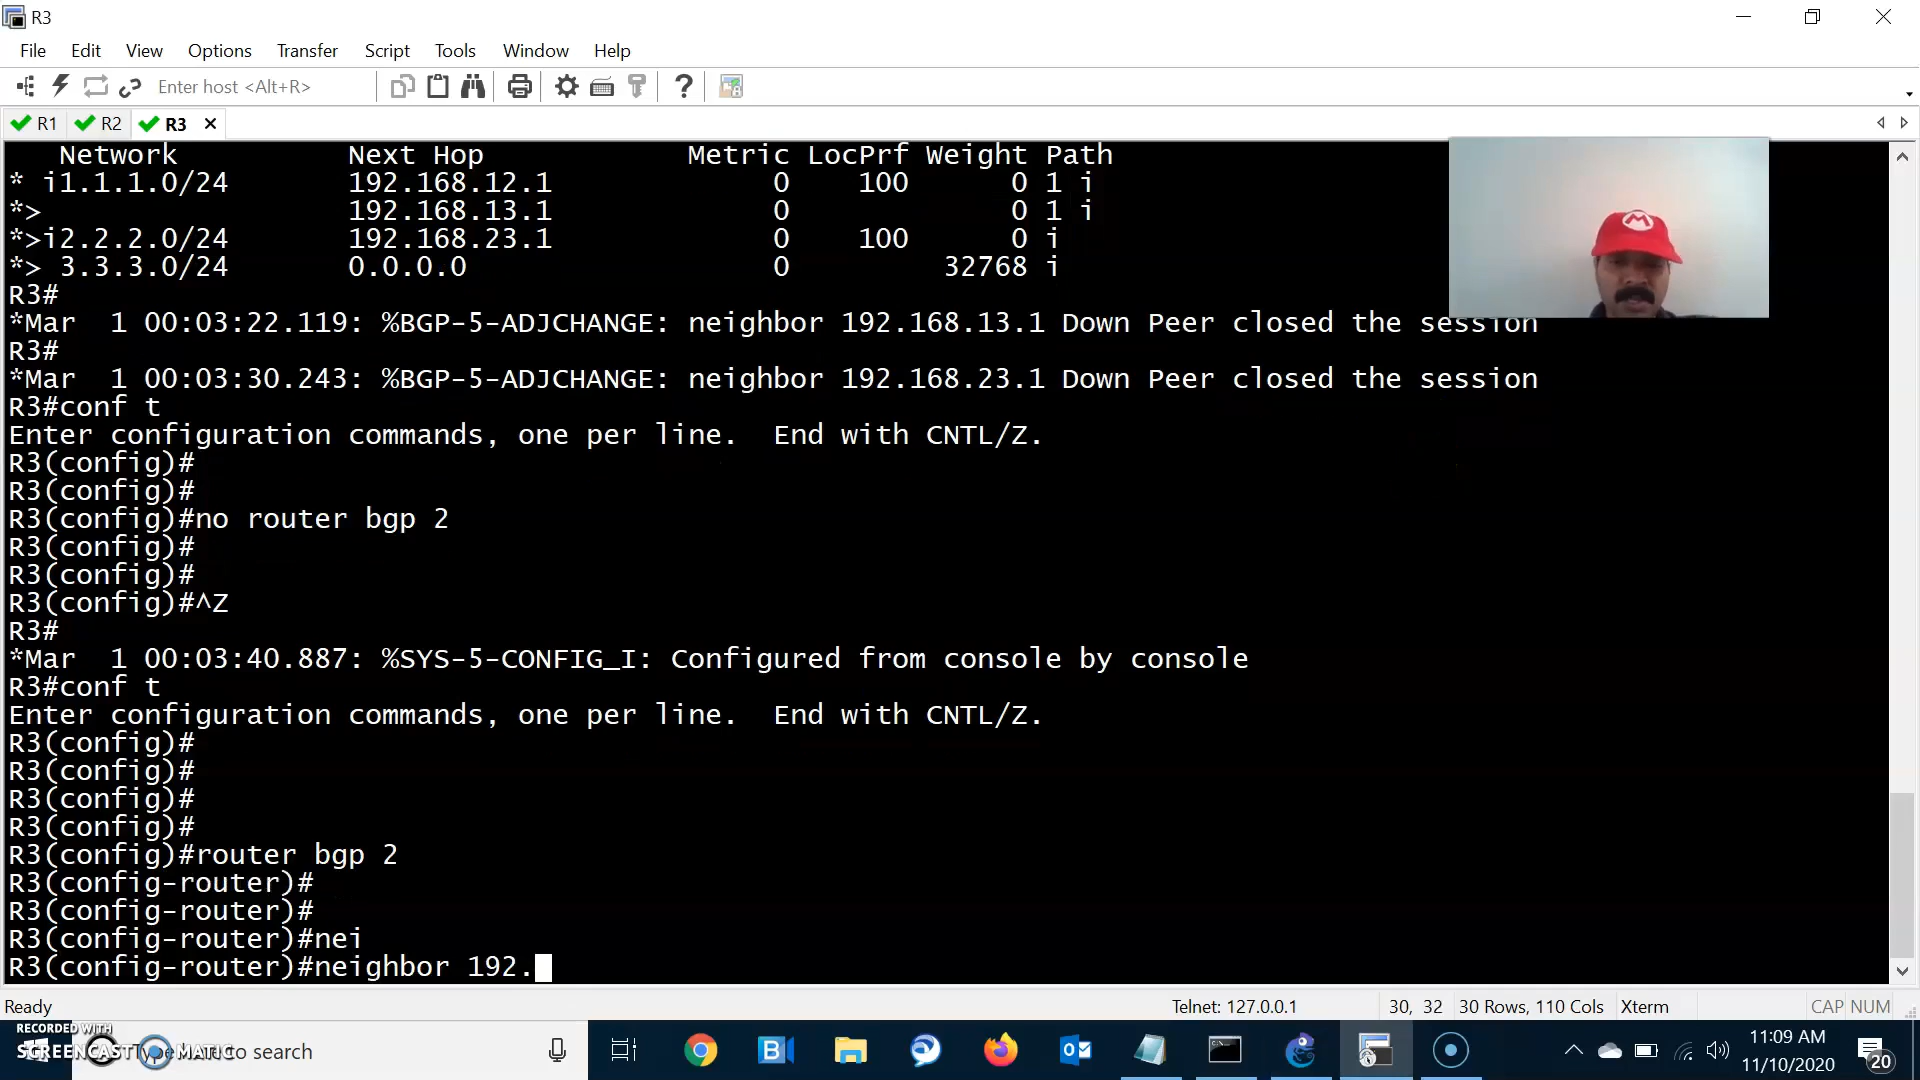 R3
File Edit View Options Transfer Script Tools Window Help
Enter host <Alt+R>
R1 R2 R3
Network Next Hop Metric LocPrf Weight Path
* i1.1.1.0/24 192.168.12.1 0 100 0 1 i
*> 192.168.13.1 0 0 1 i
*>i2.2.2.0/24 192.168.23.1 0 100 0 i
*> 3.3.3.0/24 0.0.0.0 0 32768 i
R3#
*Mar 1 00:03:22.119: %BGP-5-ADJCHANGE: neighbor 192.168.13.1 Down Peer closed the session
R3#
*Mar 1 00:03:30.243: %BGP-5-ADJCHANGE: neighbor 192.168.23.1 Down Peer closed the session
R3#conf t
Enter configuration commands, one per line. End with CNTL/Z.
R3(config)#
R3(config)#
R3(config)#no router bgp 2
R3(config)#
R3(config)#
R3(config)#^Z
R3#
*Mar 1 00:03:40.887: %SYS-5-CONFIG_I: Configured from console by console
R3#conf t
Enter configuration commands, one per line. End with CNTL/Z.
R3(config)#
R3(config)#
R3(config)#
R3(config)#
R3(config)#router bgp 2
R3(config-router)#
R3(config-router)#
R3(config-router)#nei
R3(config-router)#neighbor 192.
Ready Telnet: 127.0.0.1 30, 32 30 Rows, 110 Cols Xterm CAP NUM
RECORDED WITH
SCREENCAST MATIC
to search
11:09 AM
11/10/2020
20